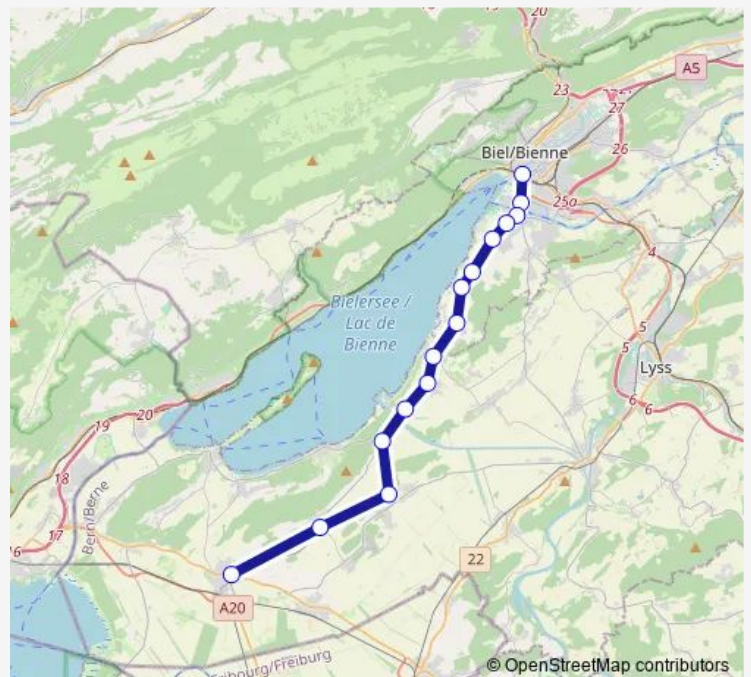 20
A5
23
27
26
Biel/Bienne
25a
4
Bielersee /
Lac de
Bienne
5
5
Lyss
6
6
20
19
18
17
16
Bern/Berne
22
A20
Fribourg/Freiburg
© OpenStreetMap contributors